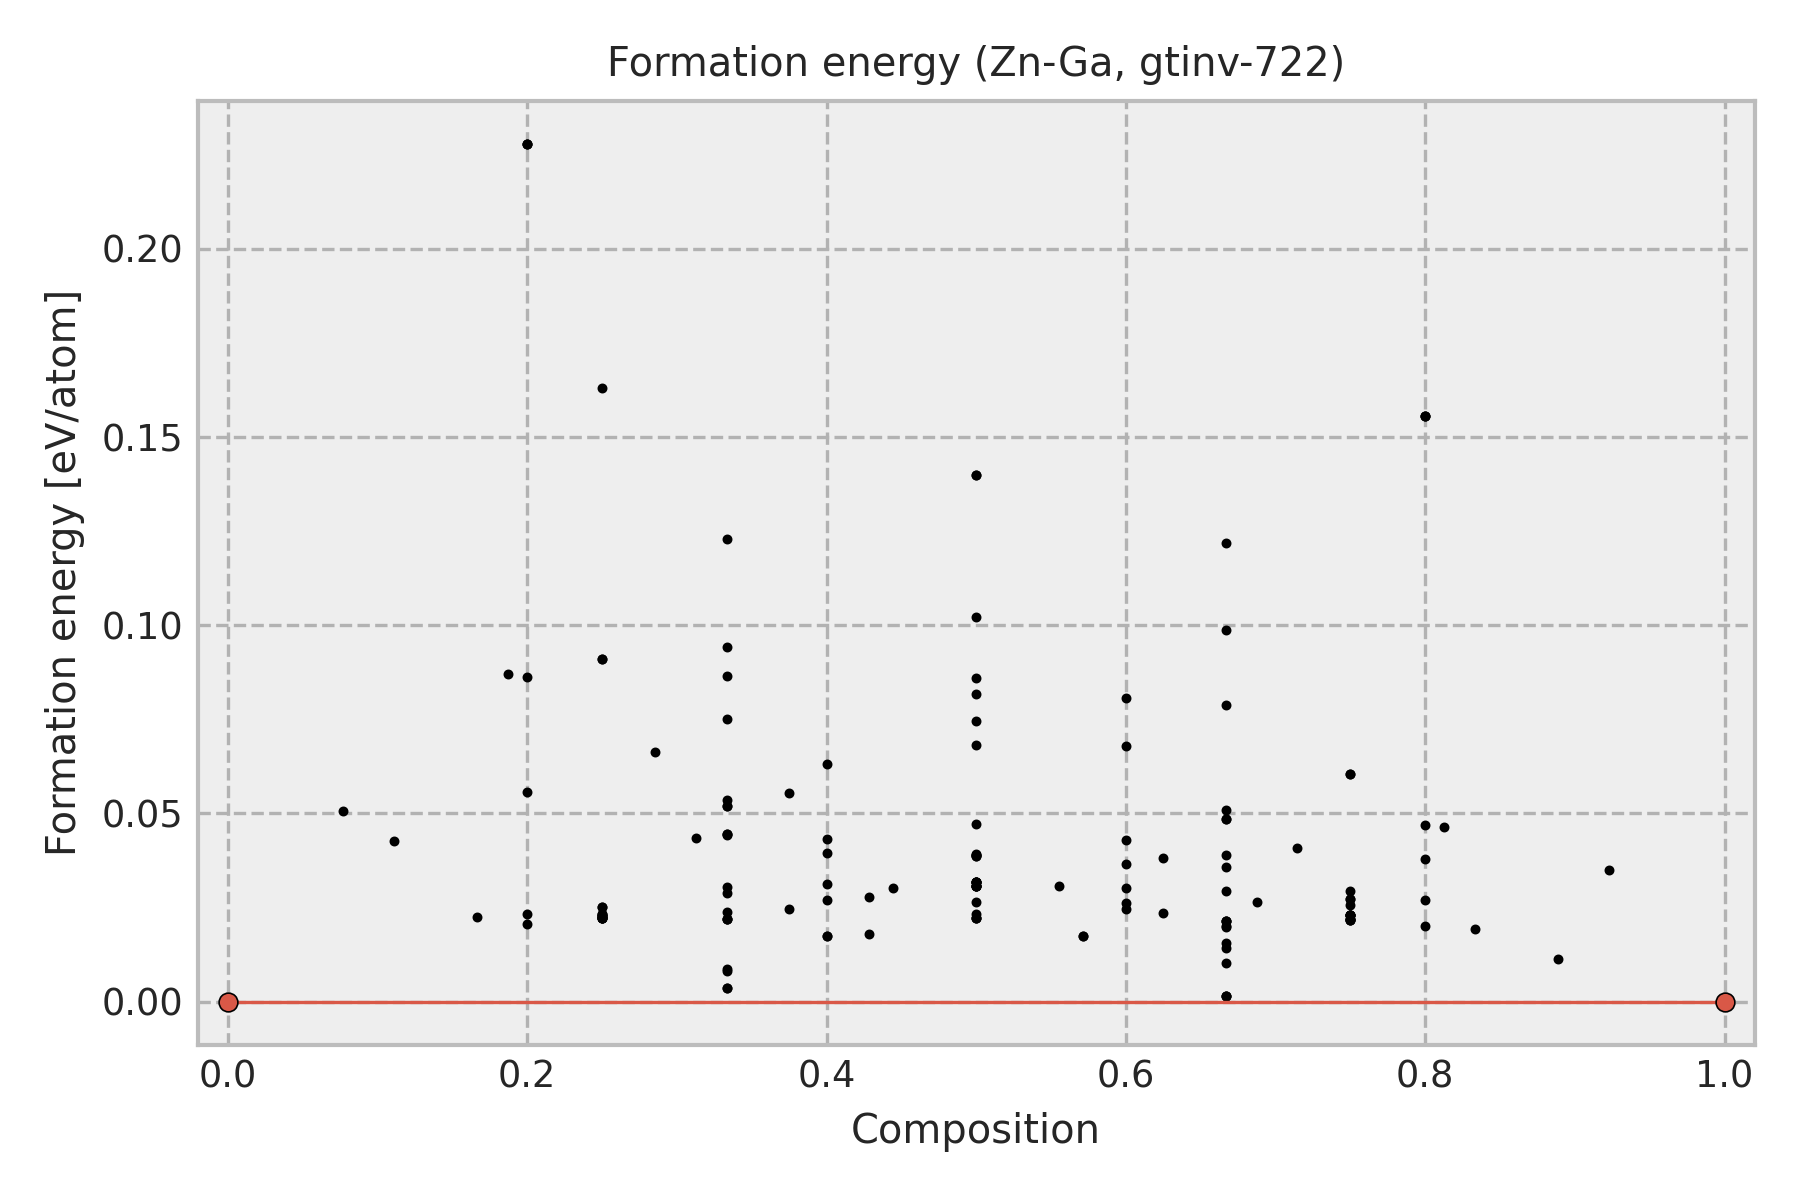 Formation energy (Zn-Ga, gtinv-722)
Formation energy [eV/atom]
0.20
0.15
0.10
0.05
0.00
0.0 0.2 0.4 0.6 0.8 1.0
Composition